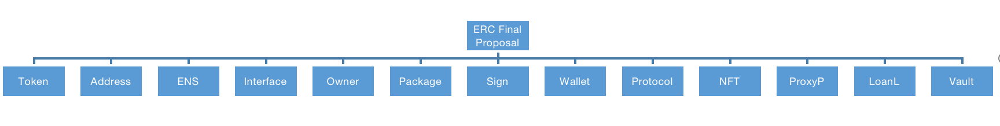 ERC Final
Proposal
Token
Address
ENS
Interface
Owner
Package
Sign
Wallet
Protocol
NFT
ProxyP
LoanL
Vault